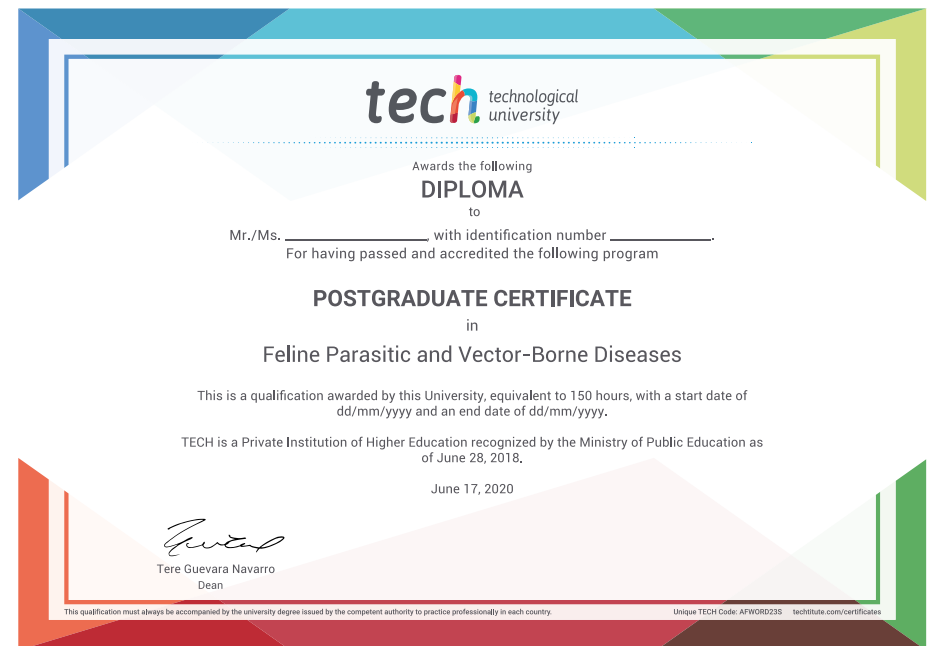 tech technological
university
Awards the following
DIPLOMA
to
Mr./Ms. ____________, with identification number ____________.
For having passed and accredited the following program
POSTGRADUATE CERTIFICATE
in
Feline Parasitic and Vector-Borne Diseases
This is a qualification awarded by this University, equivalent to 150 hours, with a start date of
dd/mm/yyyy and an end date of dd/mm/yyyy.
TECH is a Private Institution of Higher Education recognized by the Ministry of Public Education as
of June 28, 2018.
June 17, 2020
Tere Guevara Navarro
Dean
This qualification must always be accompanied by the university degree issued by the competent authority to practice professionally in each country. Unique TECH Code: AFWORD23S techtitute.com/certificates